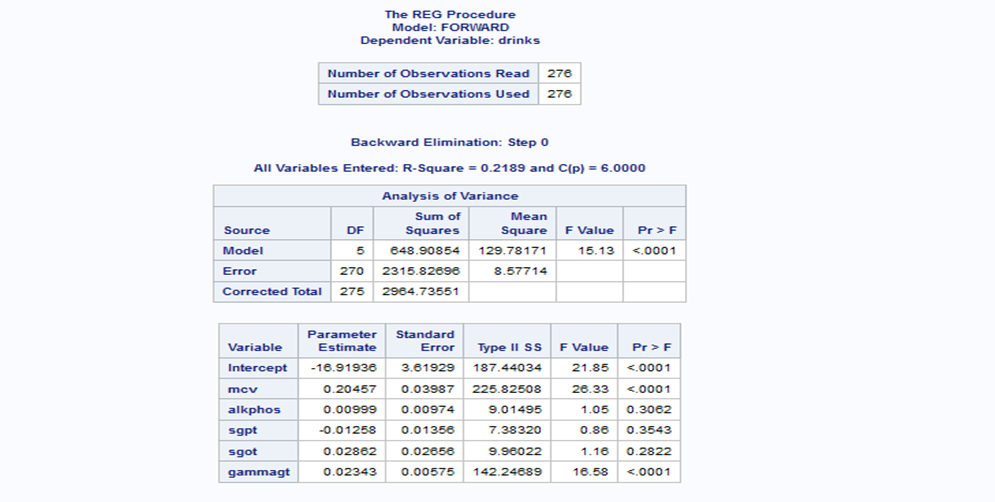 The REG Procedure
Model: FORWARD
Dependent Variable: drinks
Number of Observations Read 276
Number of Observations Used 276
Backward Elimination: Step 0
All Variables Entered: R-Square = 0.2189 and C(p) = 6.0000
Analysis of Variance
Source DF Sum of Squares Mean Square F Value Pr > F
Model 5 648.90854 129.78171 15.13 <.0001
Error 270 2315.82696 8.57714
Corrected Total 275 2964.73551
Variable Parameter Estimate Standard Error Type II SS F Value Pr > F
Intercept -16.91936 3.61929 187.44034 21.85 <.0001
mcv 0.20457 0.03987 225.82508 26.33 <.0001
alkphos 0.00999 0.00974 9.01495 1.05 0.3062
sgpt -0.01258 0.01356 7.38320 0.86 0.3543
sgot 0.02862 0.02656 9.96022 1.16 0.2822
gammagt 0.02343 0.00575 142.24689 16.58 <.0001